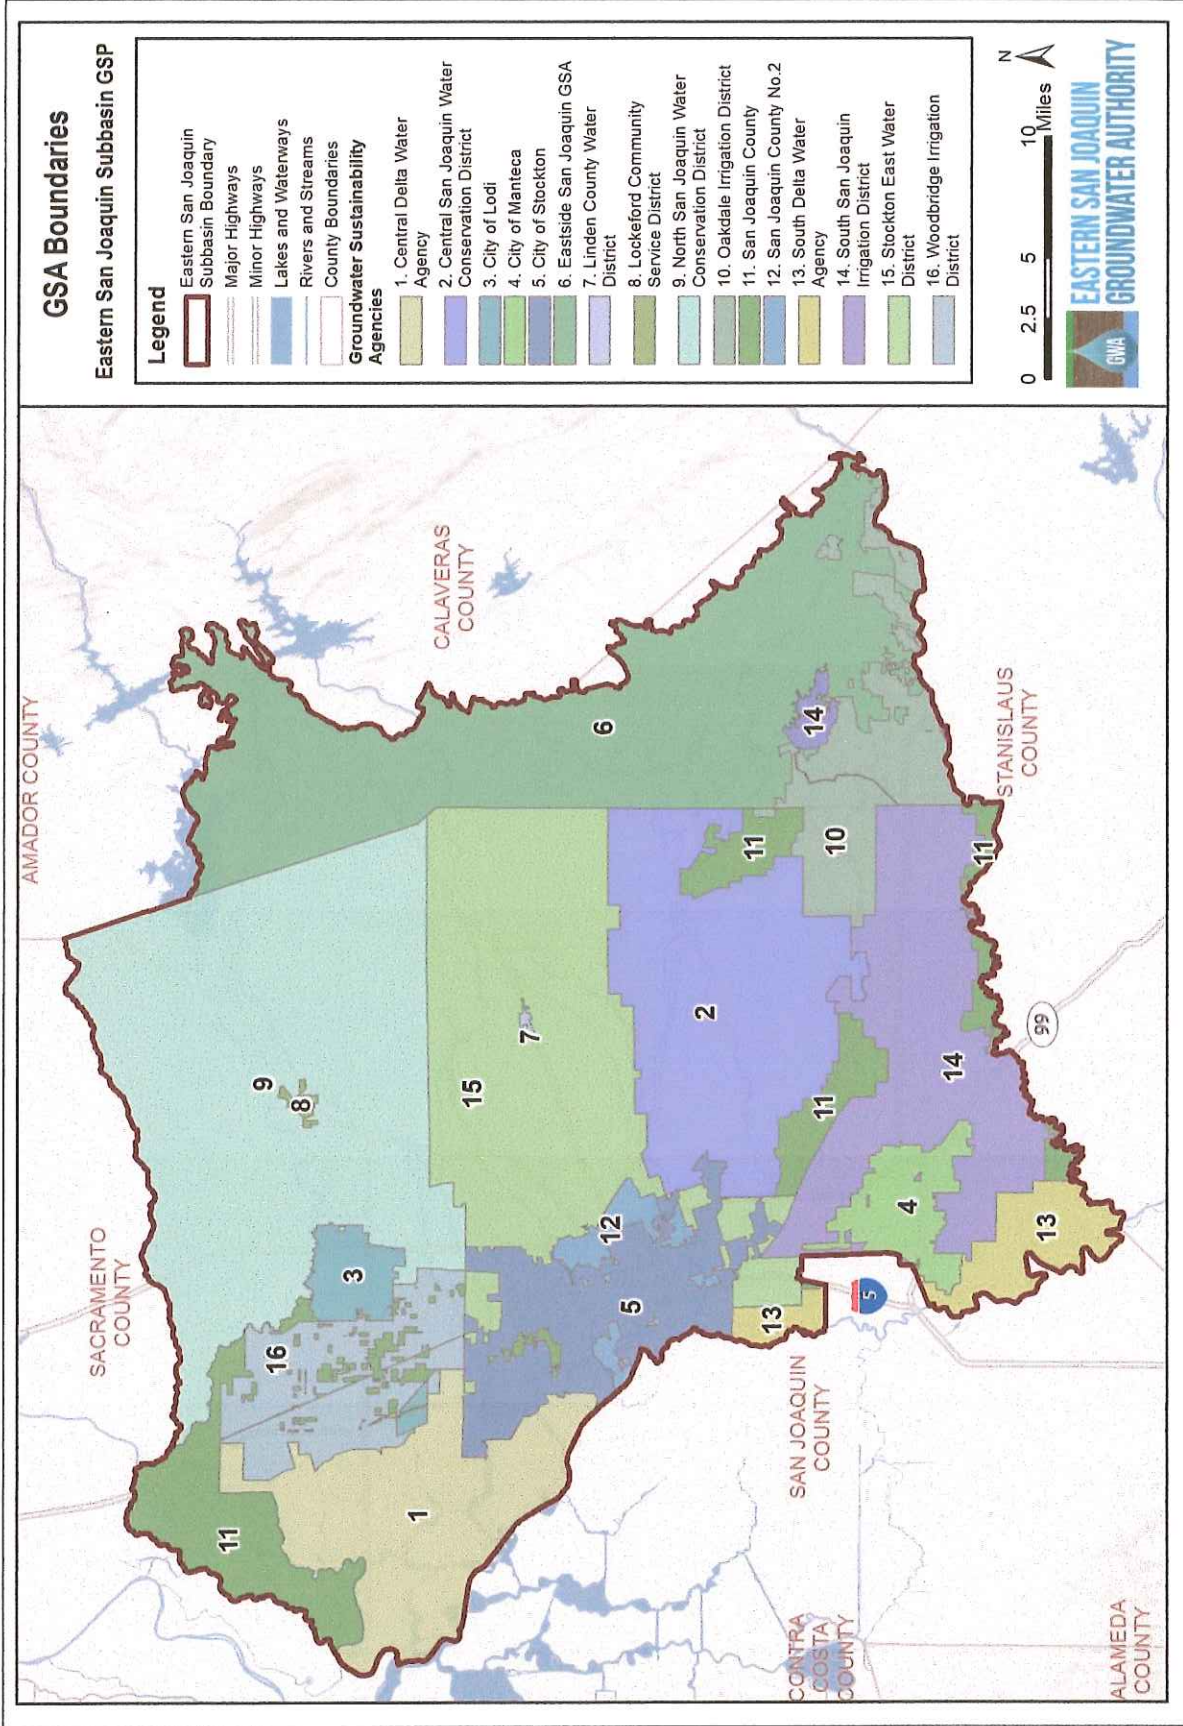 GSA Boundaries
Eastern San Joaquin Subbasin GSP
Legend
Eastern San Joaquin
Subbasin Boundary
Major Highways
Minor Highways
Lakes and Waterways
Rivers and Streams
County Boundaries
Groundwater Sustainability
Agencies
1. Central Delta Water
Agency
2. Central San Joaquin Water
Conservation District
3. City of Lodi
4. City of Manteca
5. City of Stockton
6. Eastside San Joaquin GSA
7. Linden County Water
District
8. Lockeford Community
Service District
9. North San Joaquin Water
Conservation District
10. Oakdale Irrigation District
11. San Joaquin County
12. San Joaquin County No.2
13. South Delta Water
Agency
14. South San Joaquin
Irrigation District
15. Stockton East Water
District
16. Woodbridge Irrigation
District
N
0 2.5 5 10
Miles
GWA
EASTERN SAN JOAQUIN
GROUNDWATER AUTHORITY
AMADOR COUNTY
SACRAMENTO
COUNTY
CALAVERAS
COUNTY
STANISLAUS
COUNTY
SAN JOAQUIN
COUNTY
CONTRA
COSTA
COUNTY
ALAMEDA
COUNTY
11
16
9
8
3
1
15
7
6
12
5
2
11
14
13
11
10
4
14
11
13
5
99